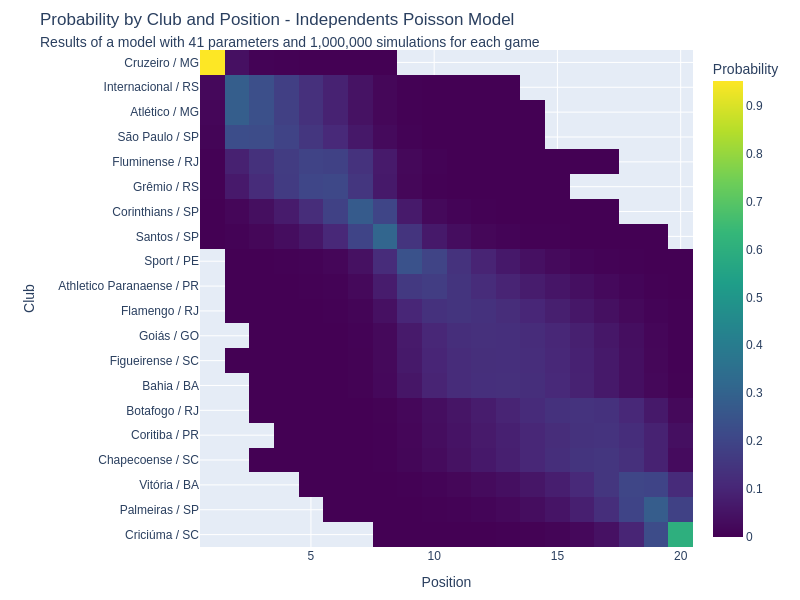 Probability by Club and Position - Independents Poisson Model
Results of a model with 41 parameters and 1,000,000 simulations for each game
Probability
Club
Cruzeiro / MG
Internacional / RS
Atlético / MG
São Paulo / SP
Fluminense / RJ
Grêmio / RS
Corinthians / SP
Santos / SP
Sport / PE
Athletico Paranaense / PR
Flamengo / RJ
Goiás / GO
Figueirense / SC
Bahia / BA
Botafogo / RJ
Coritiba / PR
Chapecoense / SC
Vitória / BA
Palmeiras / SP
Criciúma / SC
0.9
0.8
0.7
0.6
0.5
0.4
0.3
0.2
0.1
0
5
10
15
20
Position